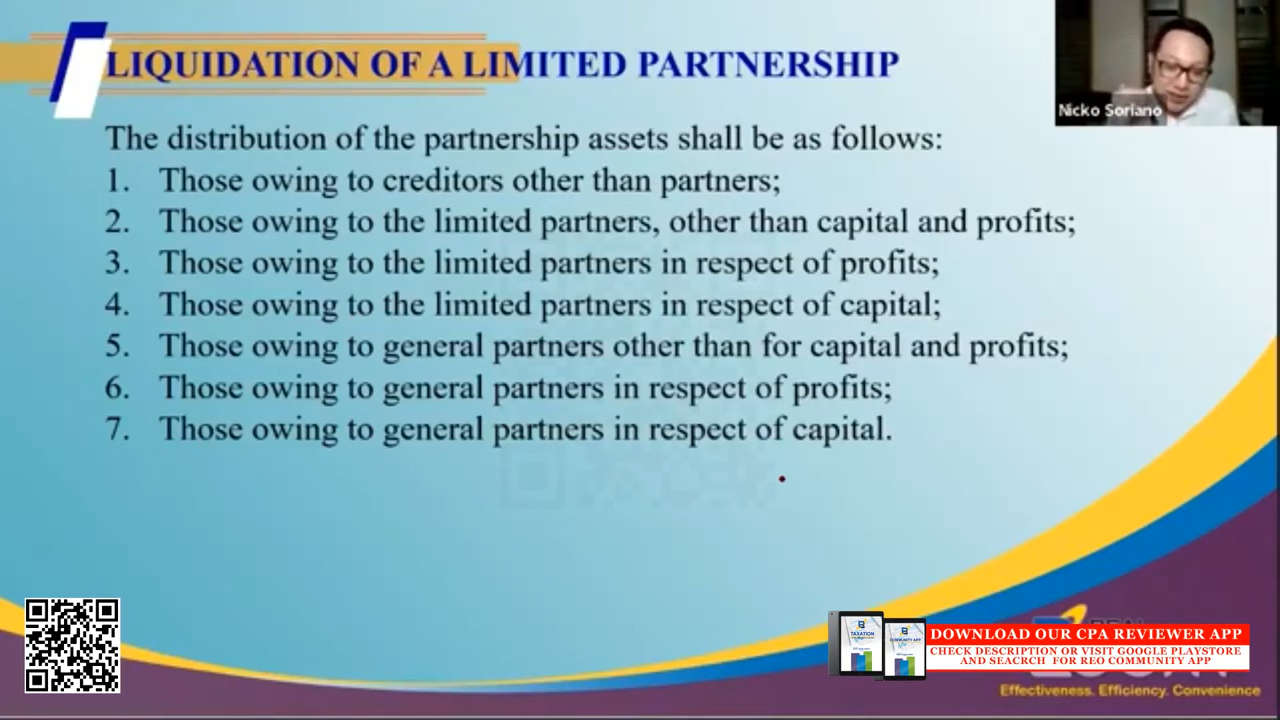 LIQUIDATION OF A LIMITED PARTNERSHIP
Nicko Soriano
The distribution of the partnership assets shall be as follows:
1. Those owing to creditors other than partners;
2. Those owing to the limited partners, other than capital and profits;
3. Those owing to the limited partners in respect of profits;
4. Those owing to the limited partners in respect of capital;
5. Those owing to general partners other than for capital and profits;
6. Those owing to general partners in respect of profits;
7. Those owing to general partners in respect of capital.
TAXATION
COMMUNITY APP
DOWNLOAD OUR CPA REVIEWER APP
CHECK DESCRIPTION OR VISIT GOOGLE PLAYSTORE
AND SEACRCH FOR REO COMMUNITY APP
Effectiveness. Efficiency. Convenience